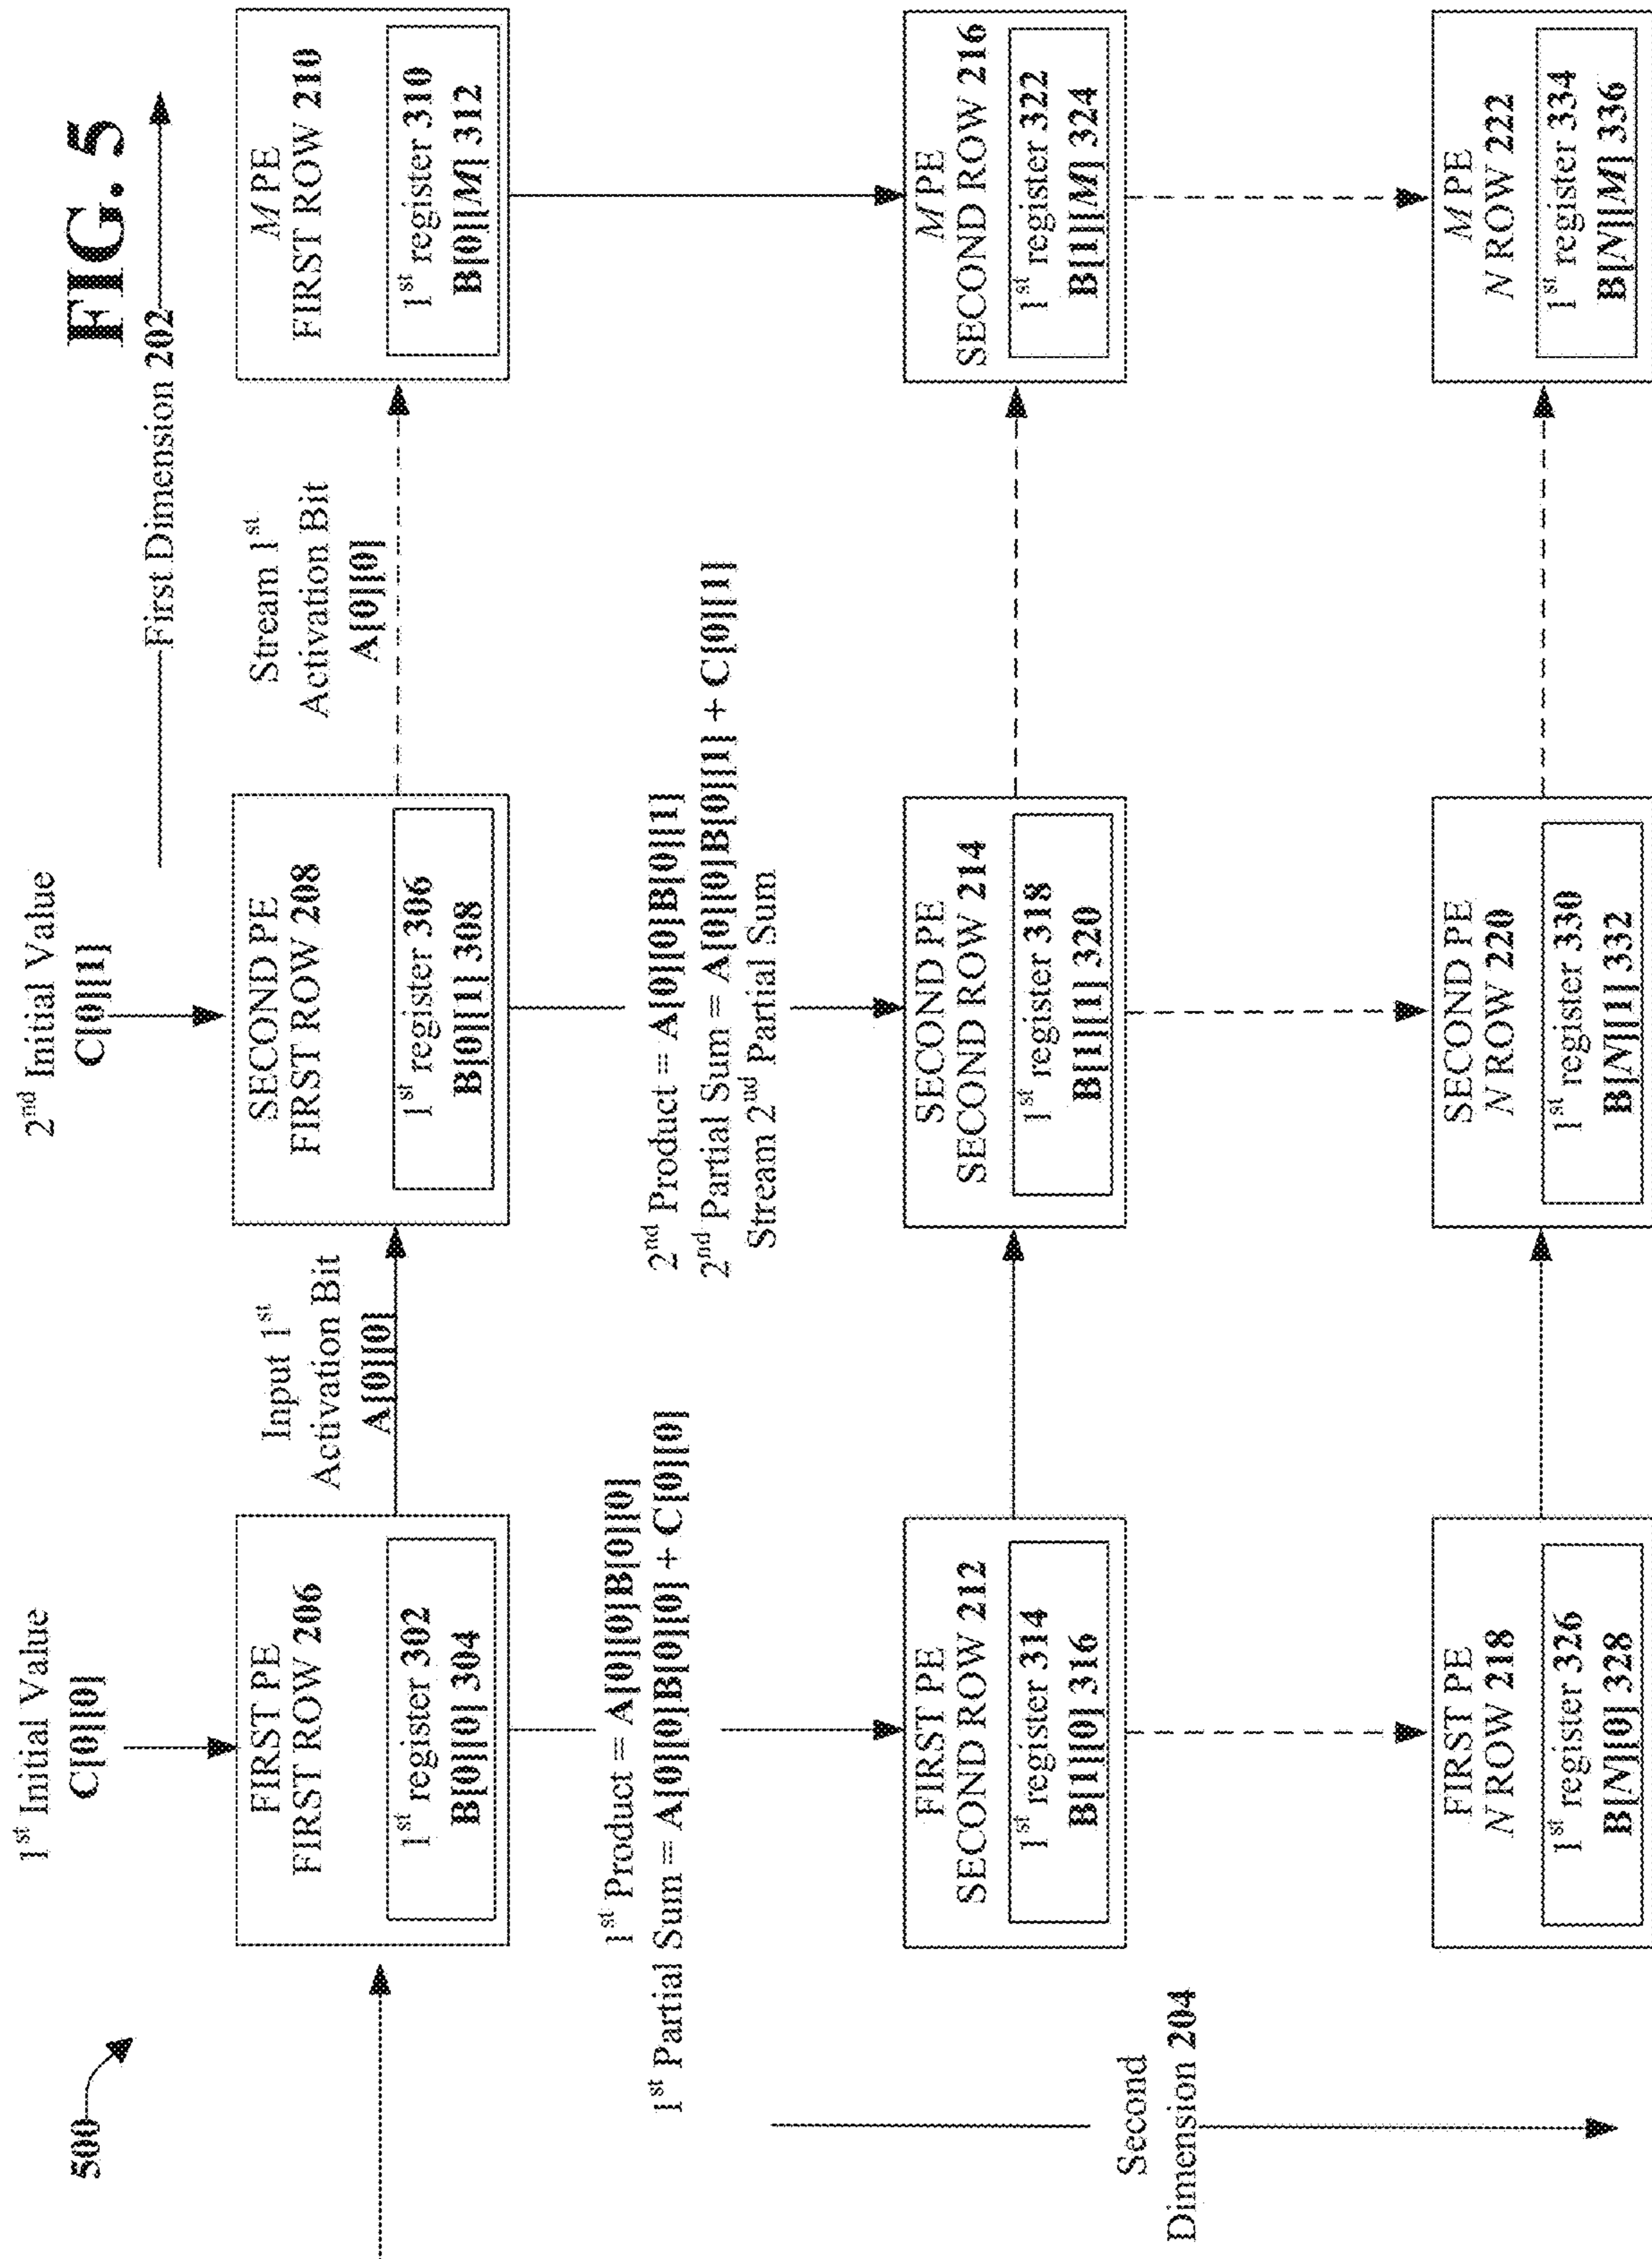 FIG. 5
500
First Dimension 202
1st Initial Value
C[0][0]
2nd Initial Value
C[0][1]
FIRST PE
FIRST ROW 206
1st register 302
B[0][0] 304
Input 1st
Activation Bit
A[0][0]
SECOND PE
FIRST ROW 208
1st register 306
B[0][1] 308
Stream 1st
Activation Bit
A[0][0]
M PE
FIRST ROW 210
1st register 310
B[0][M] 312
1st Product = A[0][0]B[0][0]
1st Partial Sum = A[0][0]B[0][0] + C[0][0]
2nd Product = A[0][0]B[0][1]
2nd Partial Sum = A[0][0]B[0][1] + C[0][1]
Stream 2nd Partial Sum
Second
Dimension 204
FIRST PE
SECOND ROW 212
1st register 314
B[1][0] 316
SECOND PE
SECOND ROW 214
1st register 318
B[1][1] 320
M PE
SECOND ROW 216
1st register 322
B[1][M] 324
FIRST PE
N ROW 218
1st register 326
B[N][0] 328
SECOND PE
N ROW 220
1st register 330
B[N][1] 332
M PE
N ROW 222
1st register 334
B[N][M] 336